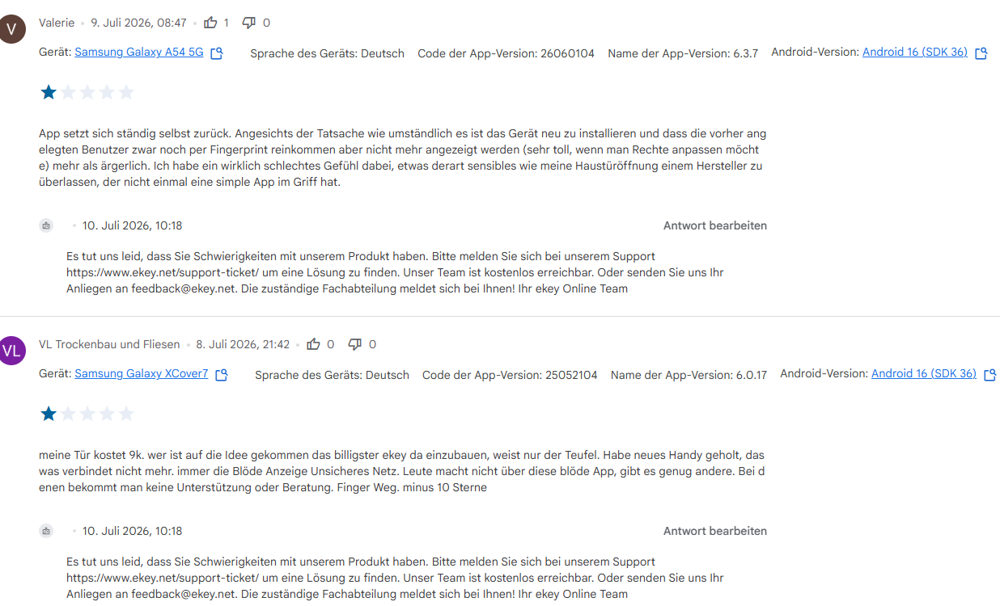 V
Valerie • 9. Juli 2026, 08:47 • 1 0
Gerät: Samsung Galaxy A54 5G Sprache des Geräts: Deutsch Code der App-Version: 26060104 Name der App-Version: 6.3.7 Android-Version: Android 16 (SDK 36)
App setzt sich ständig selbst zurück. Angesichts der Tatsache wie umständlich es ist das Gerät neu zu installieren und dass die vorher ang
elegten Benutzer zwar noch per Fingerprint reinkommen aber nicht mehr angezeigt werden (sehr toll, wenn man Rechte anpassen möcht
e) mehr als ärgerlich. Ich habe ein wirklich schlechtes Gefühl dabei, etwas derart sensibles wie meine Haustüröffnung einem Hersteller zu
überlassen, der nicht einmal eine simple App im Griff hat.
• 10. Juli 2026, 10:18 Antwort bearbeiten
Es tut uns leid, dass Sie Schwierigkeiten mit unserem Produkt haben. Bitte melden Sie sich bei unserem Support
https://www.ekey.net/support-ticket/ um eine Lösung zu finden. Unser Team ist kostenlos erreichbar. Oder senden Sie uns Ihr
Anliegen an feedback@ekey.net. Die zuständige Fachabteilung meldet sich bei Ihnen! Ihr ekey Online Team
VL
VL Trockenbau und Fliesen • 8. Juli 2026, 21:42 • 0 0
Gerät: Samsung Galaxy XCover7 Sprache des Geräts: Deutsch Code der App-Version: 25052104 Name der App-Version: 6.0.17 Android-Version: Android 16 (SDK 36)
meine Tür kostet 9k. wer ist auf die Idee gekommen das billigster ekey da einzubauen, weist nur der Teufel. Habe neues Handy geholt, das
was verbindet nicht mehr. immer die Blöde Anzeige Unsicheres Netz. Leute macht nicht über diese blöde App, gibt es genug andere. Bei d
enen bekommt man keine Unterstützung oder Beratung. Finger Weg. minus 10 Sterne
• 10. Juli 2026, 10:18 Antwort bearbeiten
Es tut uns leid, dass Sie Schwierigkeiten mit unserem Produkt haben. Bitte melden Sie sich bei unserem Support
https://www.ekey.net/support-ticket/ um eine Lösung zu finden. Unser Team ist kostenlos erreichbar. Oder senden Sie uns Ihr
Anliegen an feedback@ekey.net. Die zuständige Fachabteilung meldet sich bei Ihnen! Ihr ekey Online Team